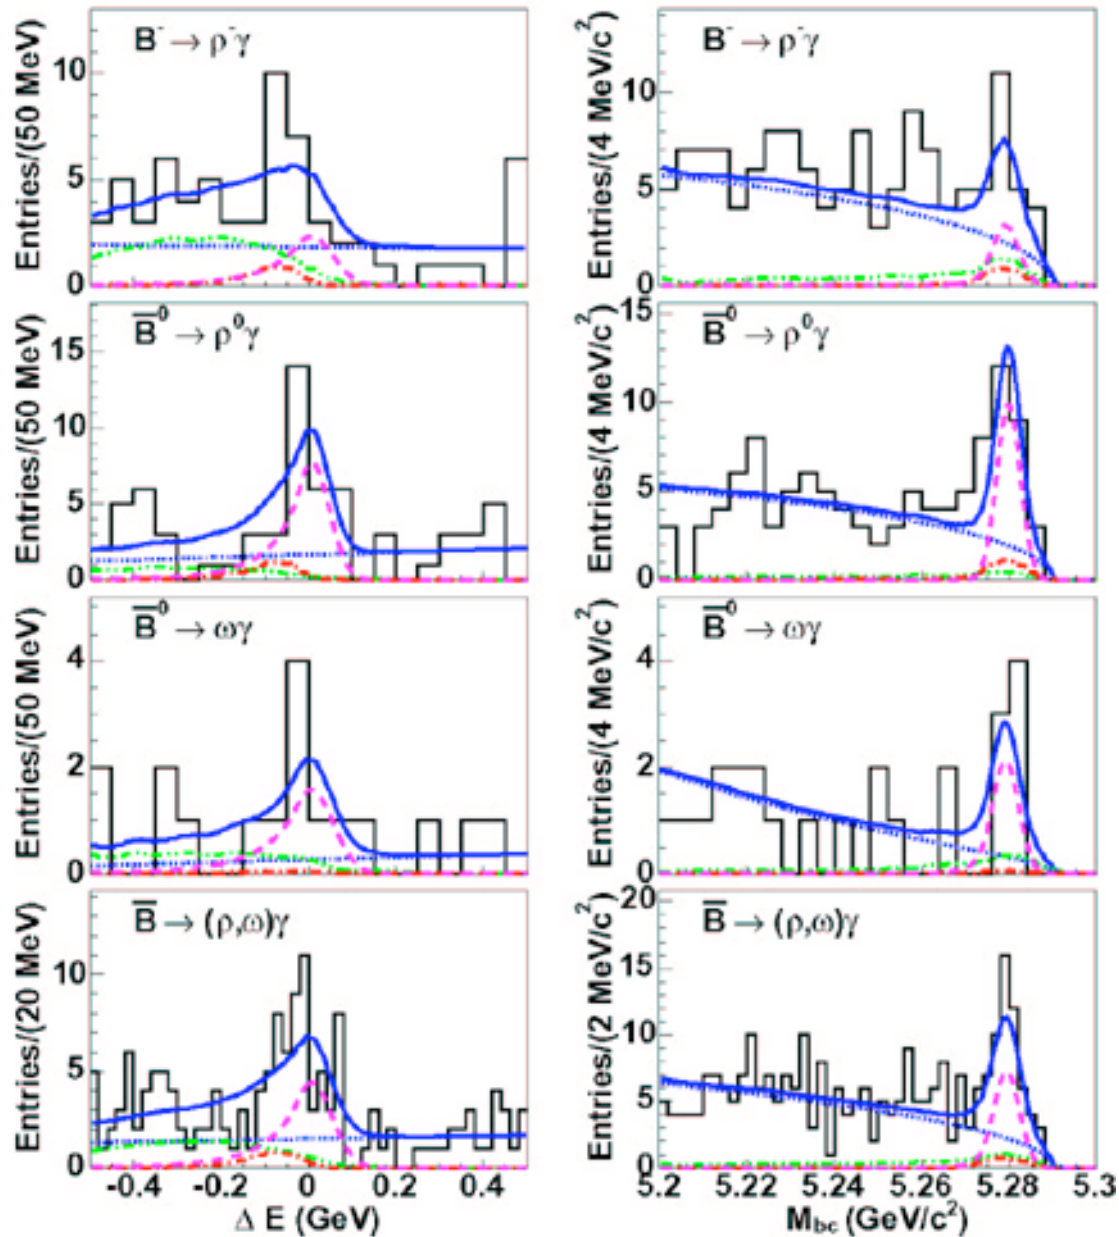 B⁻ → ρ⁻γ
Entries/(50 MeV)
10
5
0
B⁻ → ρ⁻γ
Entries/(4 MeV/c²)
10
5
0
B̅⁰ → ρ⁰γ
Entries/(50 MeV)
15
10
5
0
B̅⁰ → ρ⁰γ
Entries/(4 MeV/c²)
15
10
5
0
B̅⁰ → ωγ
Entries/(50 MeV)
4
2
0
B̅⁰ → ωγ
Entries/(4 MeV/c²)
4
2
0
B̅ → (ρ,ω)γ
Entries/(20 MeV)
10
5
0
-0.4 -0.2 0 0.2 0.4
Δ E (GeV)
B̅ → (ρ,ω)γ
Entries/(2 MeV/c²)
20
15
10
5
0
5.2 5.22 5.24 5.26 5.28 5.3
M_bc (GeV/c²)